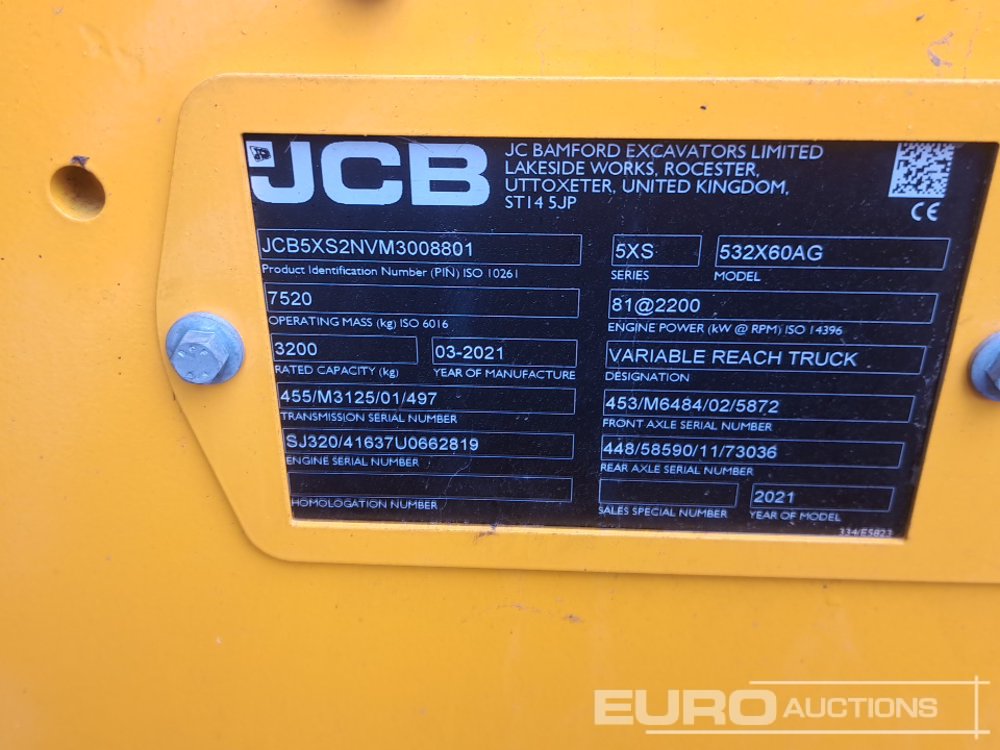 JCB
JC BAMFORD EXCAVATORS LIMITED
LAKESIDE WORKS, ROCESTER,
UTTOXETER, UNITED KINGDOM,
ST14 5JP
CE
JCB5XS2NVM3008801
Product Identification Number (PIN) ISO 10261
5XS
SERIES
532X60AG
MODEL
7520
OPERATING MASS (kg) ISO 6016
81@2200
ENGINE POWER (kW @ RPM) ISO 14396
3200
RATED CAPACITY (kg)
03-2021
YEAR OF MANUFACTURE
VARIABLE REACH TRUCK
DESIGNATION
455/M3125/01/497
TRANSMISSION SERIAL NUMBER
453/M6484/02/5872
FRONT AXLE SERIAL NUMBER
SJ320/41637U0662819
ENGINE SERIAL NUMBER
448/58590/11/73036
REAR AXLE SERIAL NUMBER
HOMOLOGATION NUMBER
SALES SPECIAL NUMBER
2021
YEAR OF MODEL
334/E5823
EURO AUCTIONS